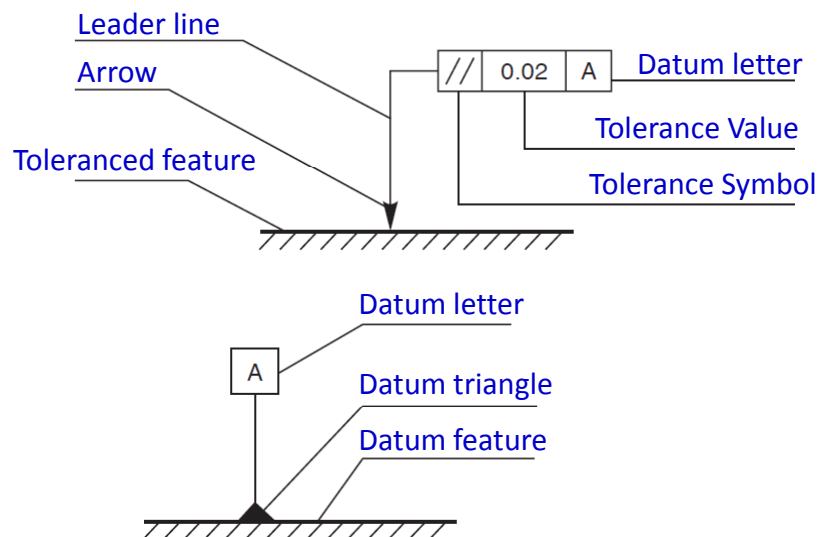 Leader line
Arrow
// 0.02 A
Datum letter
Tolerance Value
Toleranced feature
Tolerance Symbol
Datum letter
A
Datum triangle
Datum feature